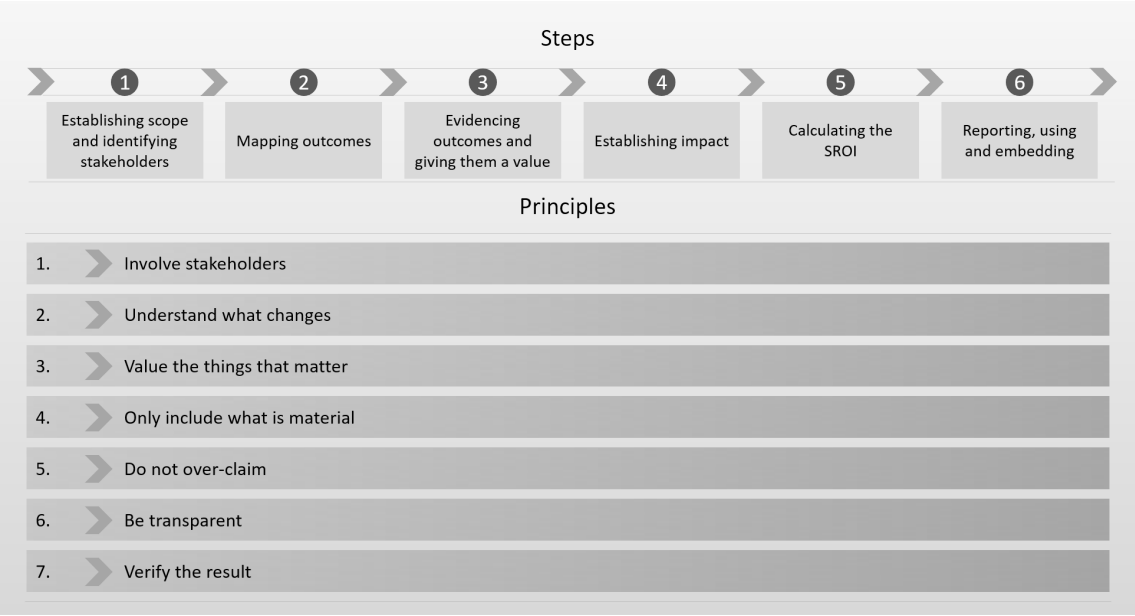 Steps
1
2
3
4
5
6
Establishing scope
and identifying
stakeholders
Mapping outcomes
Evidencing
outcomes and
giving them a value
Establishing impact
Calculating the
SROI
Reporting, using
and embedding
Principles
1. Involve stakeholders
2. Understand what changes
3. Value the things that matter
4. Only include what is material
5. Do not over-claim
6. Be transparent
7. Verify the result